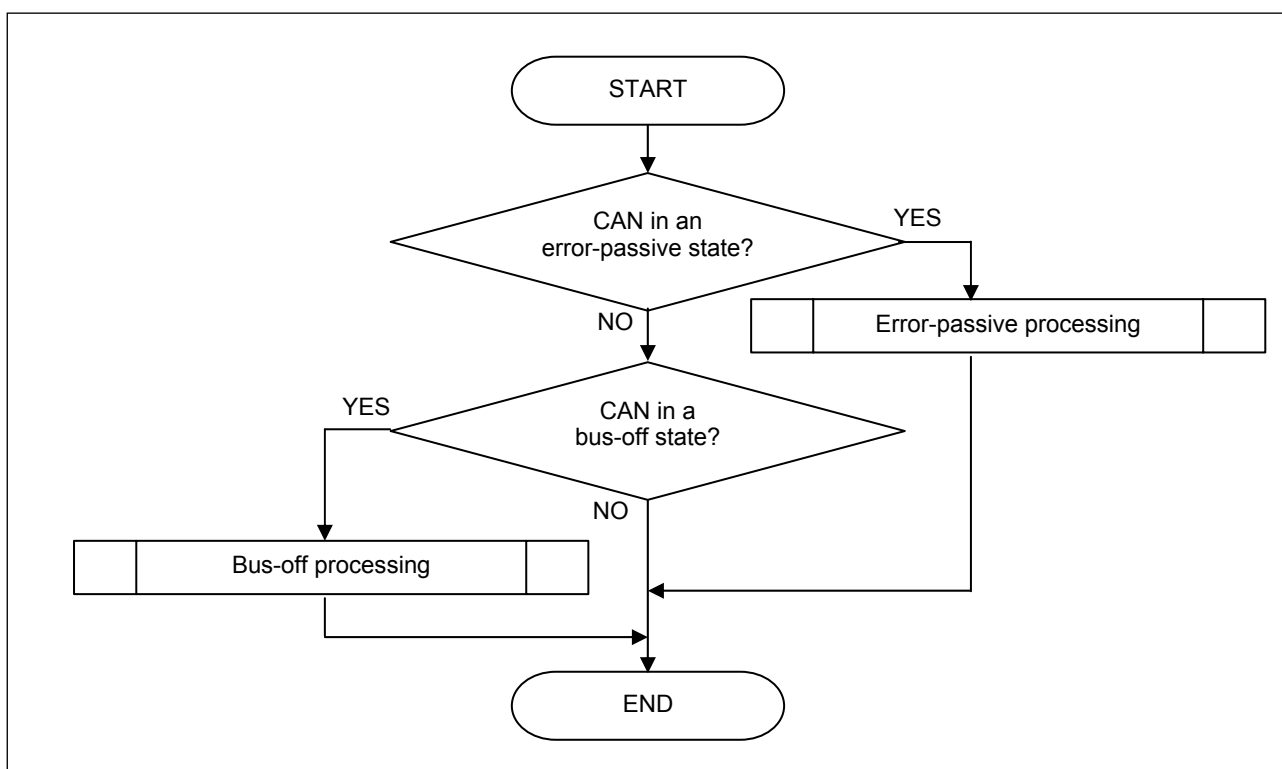 START
CAN in an
error-passive state?
YES
NO
Error-passive processing
CAN in a
bus-off state?
YES
NO
Bus-off processing
END